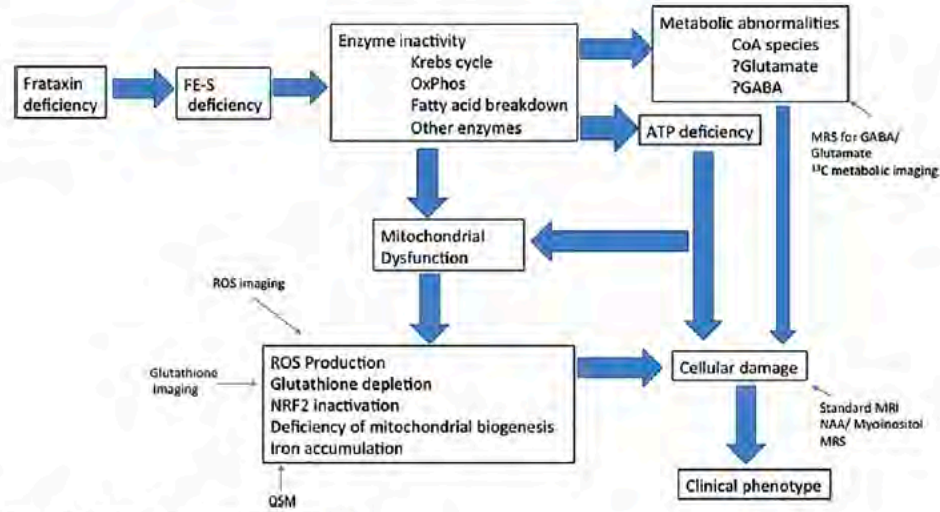 Metabolic abnormalities
CoA species
?Glutamate
?GABA
Enzyme inactivity
Krebs cycle
OxPhos
Fatty acid breakdown
Other enzymes
Frataxin
deficiency
FE-S
deficiency
ATP deficiency
MRS for GABA/
Glutamate
¹³C metabolic imaging
Mitochondrial
Dysfunction
ROS imaging
Glutathione
imaging
ROS Production
Glutathione depletion
NRF2 inactivation
Deficiency of mitochondrial biogenesis
Iron accumulation
Cellular damage
Standard MRI
NAA/ Myoinositol
MRS
QSM
Clinical phenotype